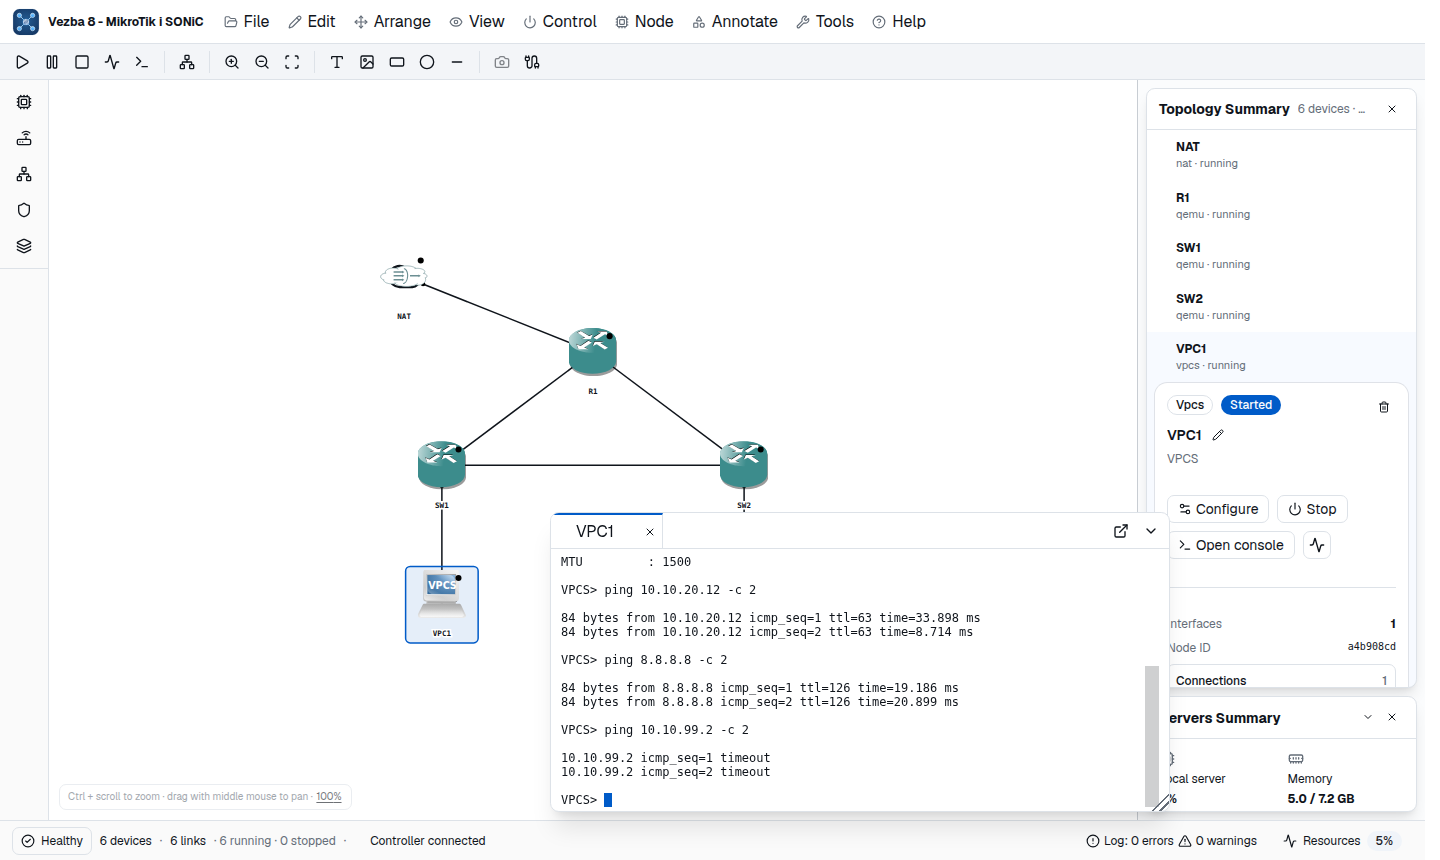 Vezba 8 - MikroTik i SONiC File Edit Arrange View Control Node Annotate Tools Help
Topology Summary 6 devices · ...
NAT
nat · running
R1
qemu · running
SW1
qemu · running
SW2
qemu · running
VPC1
vpcs · running
Vpcs Started
VPC1
VPCS
Configure Stop
Open console
nterfaces 1
Node ID a4b908cd
Connections 1
ervers Summary
ocal server Memory
% 5.0 / 7.2 GB
NAT
R1
SW1
SW2
VPCS
VPC1
VPC1
MTU : 1500
VPCS> ping 10.10.20.12 -c 2
84 bytes from 10.10.20.12 icmp_seq=1 ttl=63 time=33.898 ms
84 bytes from 10.10.20.12 icmp_seq=2 ttl=63 time=8.714 ms
VPCS> ping 8.8.8.8 -c 2
84 bytes from 8.8.8.8 icmp_seq=1 ttl=126 time=19.186 ms
84 bytes from 8.8.8.8 icmp_seq=2 ttl=126 time=20.899 ms
VPCS> ping 10.10.99.2 -c 2
10.10.99.2 icmp_seq=1 timeout
10.10.99.2 icmp_seq=2 timeout
VPCS>
Ctrl + scroll to zoom · drag with middle mouse to pan · 100%
Healthy 6 devices · 6 links · 6 running · 0 stopped · Controller connected Log: 0 errors 0 warnings Resources 5%